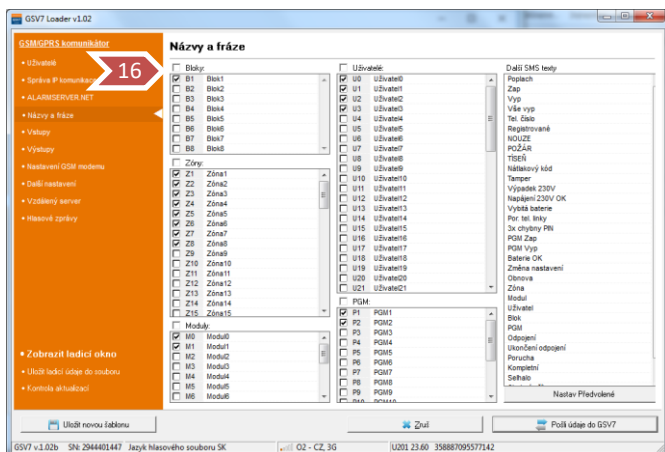 GSV7 Loader v1.02
GSM/GPRS komunikátor
• Uživatelé
• Správa IP komunikace
• ALARMSERVER.NET
• Názvy a fráze
• Vstupy
• Výstupy
• Nastavení GSM modemu
• Další nastavení
• Vzdálený server
• Hlasové zprávy
• Zobrazit ladicí okno
• Uložit ladicí údaje do souboru
• Kontrola aktualizací
16
Názvy a fráze
Bloky:
B1 Blok1
B2 Blok2
B3 Blok3
B4 Blok4
B5 Blok5
B6 Blok6
B7 Blok7
B8 Blok8
Zóny:
Z1 Zóna1
Z2 Zóna2
Z3 Zóna3
Z4 Zóna4
Z5 Zóna5
Z6 Zóna6
Z7 Zóna7
Z8 Zóna8
Z9 Zóna9
Z10 Zóna10
Z11 Zóna11
Z12 Zóna12
Z13 Zóna13
Z14 Zóna14
Z15 Zóna15
Moduly:
M0 Modul0
M1 Modul1
M2 Modul2
M3 Modul3
M4 Modul4
M5 Modul5
M6 Modul6
Uživatelé:
U0 Uživatel0
U1 Uživatel1
U2 Uživatel2
U3 Uživatel3
U4 Uživatel4
U5 Uživatel5
U6 Uživatel6
U7 Uživatel7
U8 Uživatel8
U9 Uživatel9
U10 Uživatel10
U11 Uživatel11
U12 Uživatel12
U13 Uživatel13
U14 Uživatel14
U15 Uživatel15
U16 Uživatel16
U17 Uživatel17
U18 Uživatel18
U19 Uživatel19
U20 Uživatel20
U21 Uživatel21
PGM:
P1 PGM1
P2 PGM2
P3 PGM3
P4 PGM4
P5 PGM5
P6 PGM6
P7 PGM7
P8 PGM8
P9 PGM9
P10 PGM10
Další SMS texty
Poplach
Zap
Vyp
Vše vyp
Tel. číslo
Registrované
NOUZE
POŽÁR
TÍSEŇ
Nátlakový kód
Tamper
Výpadek 230V
Napájení 230V OK
Vybitá baterie
Por. tel. linky
3x chybny PIN
PGM Zap
PGM Vyp
Baterie OK
Změna nastavení
Obnova
Zóna
Modul
Uživatel
Blok
PGM
Odpojení
Ukončení odpojení
Porucha
Kompletní
Selhalo
Nastav Předvolené
Uložit novou šablonu
Zruš
Pošli údaje do GSV7
GSV7 v.1.02b SN: 2944401447 Jazyk hlasového souboru SK
O2 - CZ, 3G
U201 23.60 358887095577142